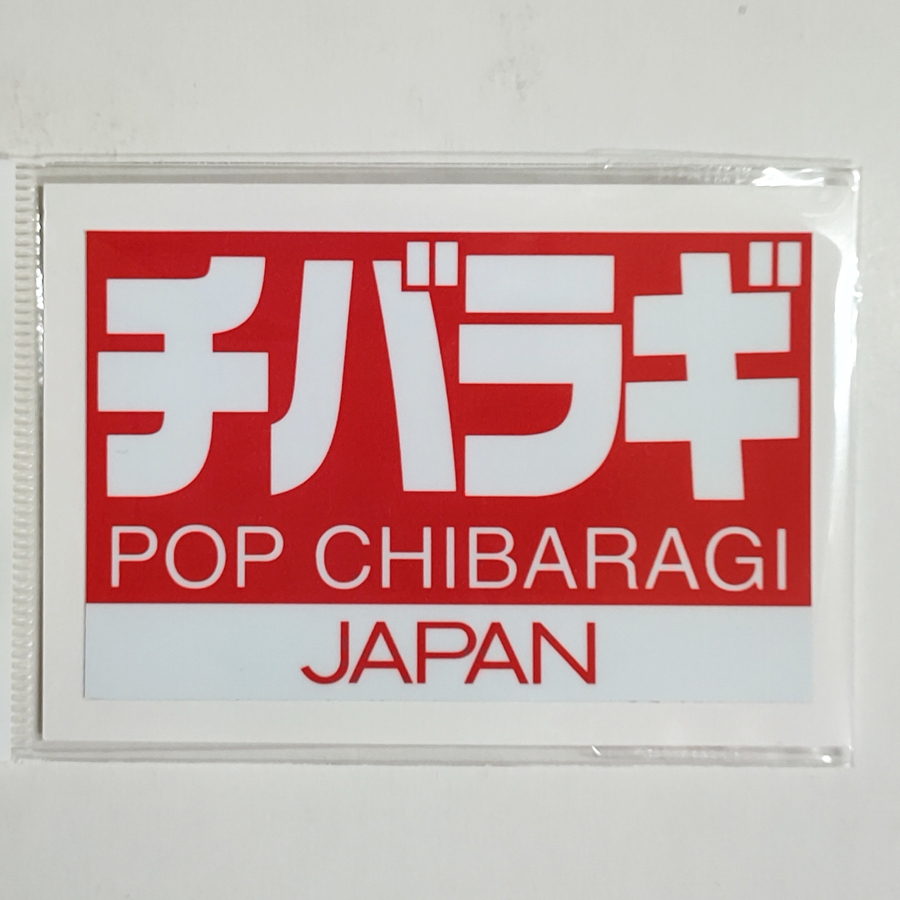 チバラギ
POP CHIBARAGI
JAPAN